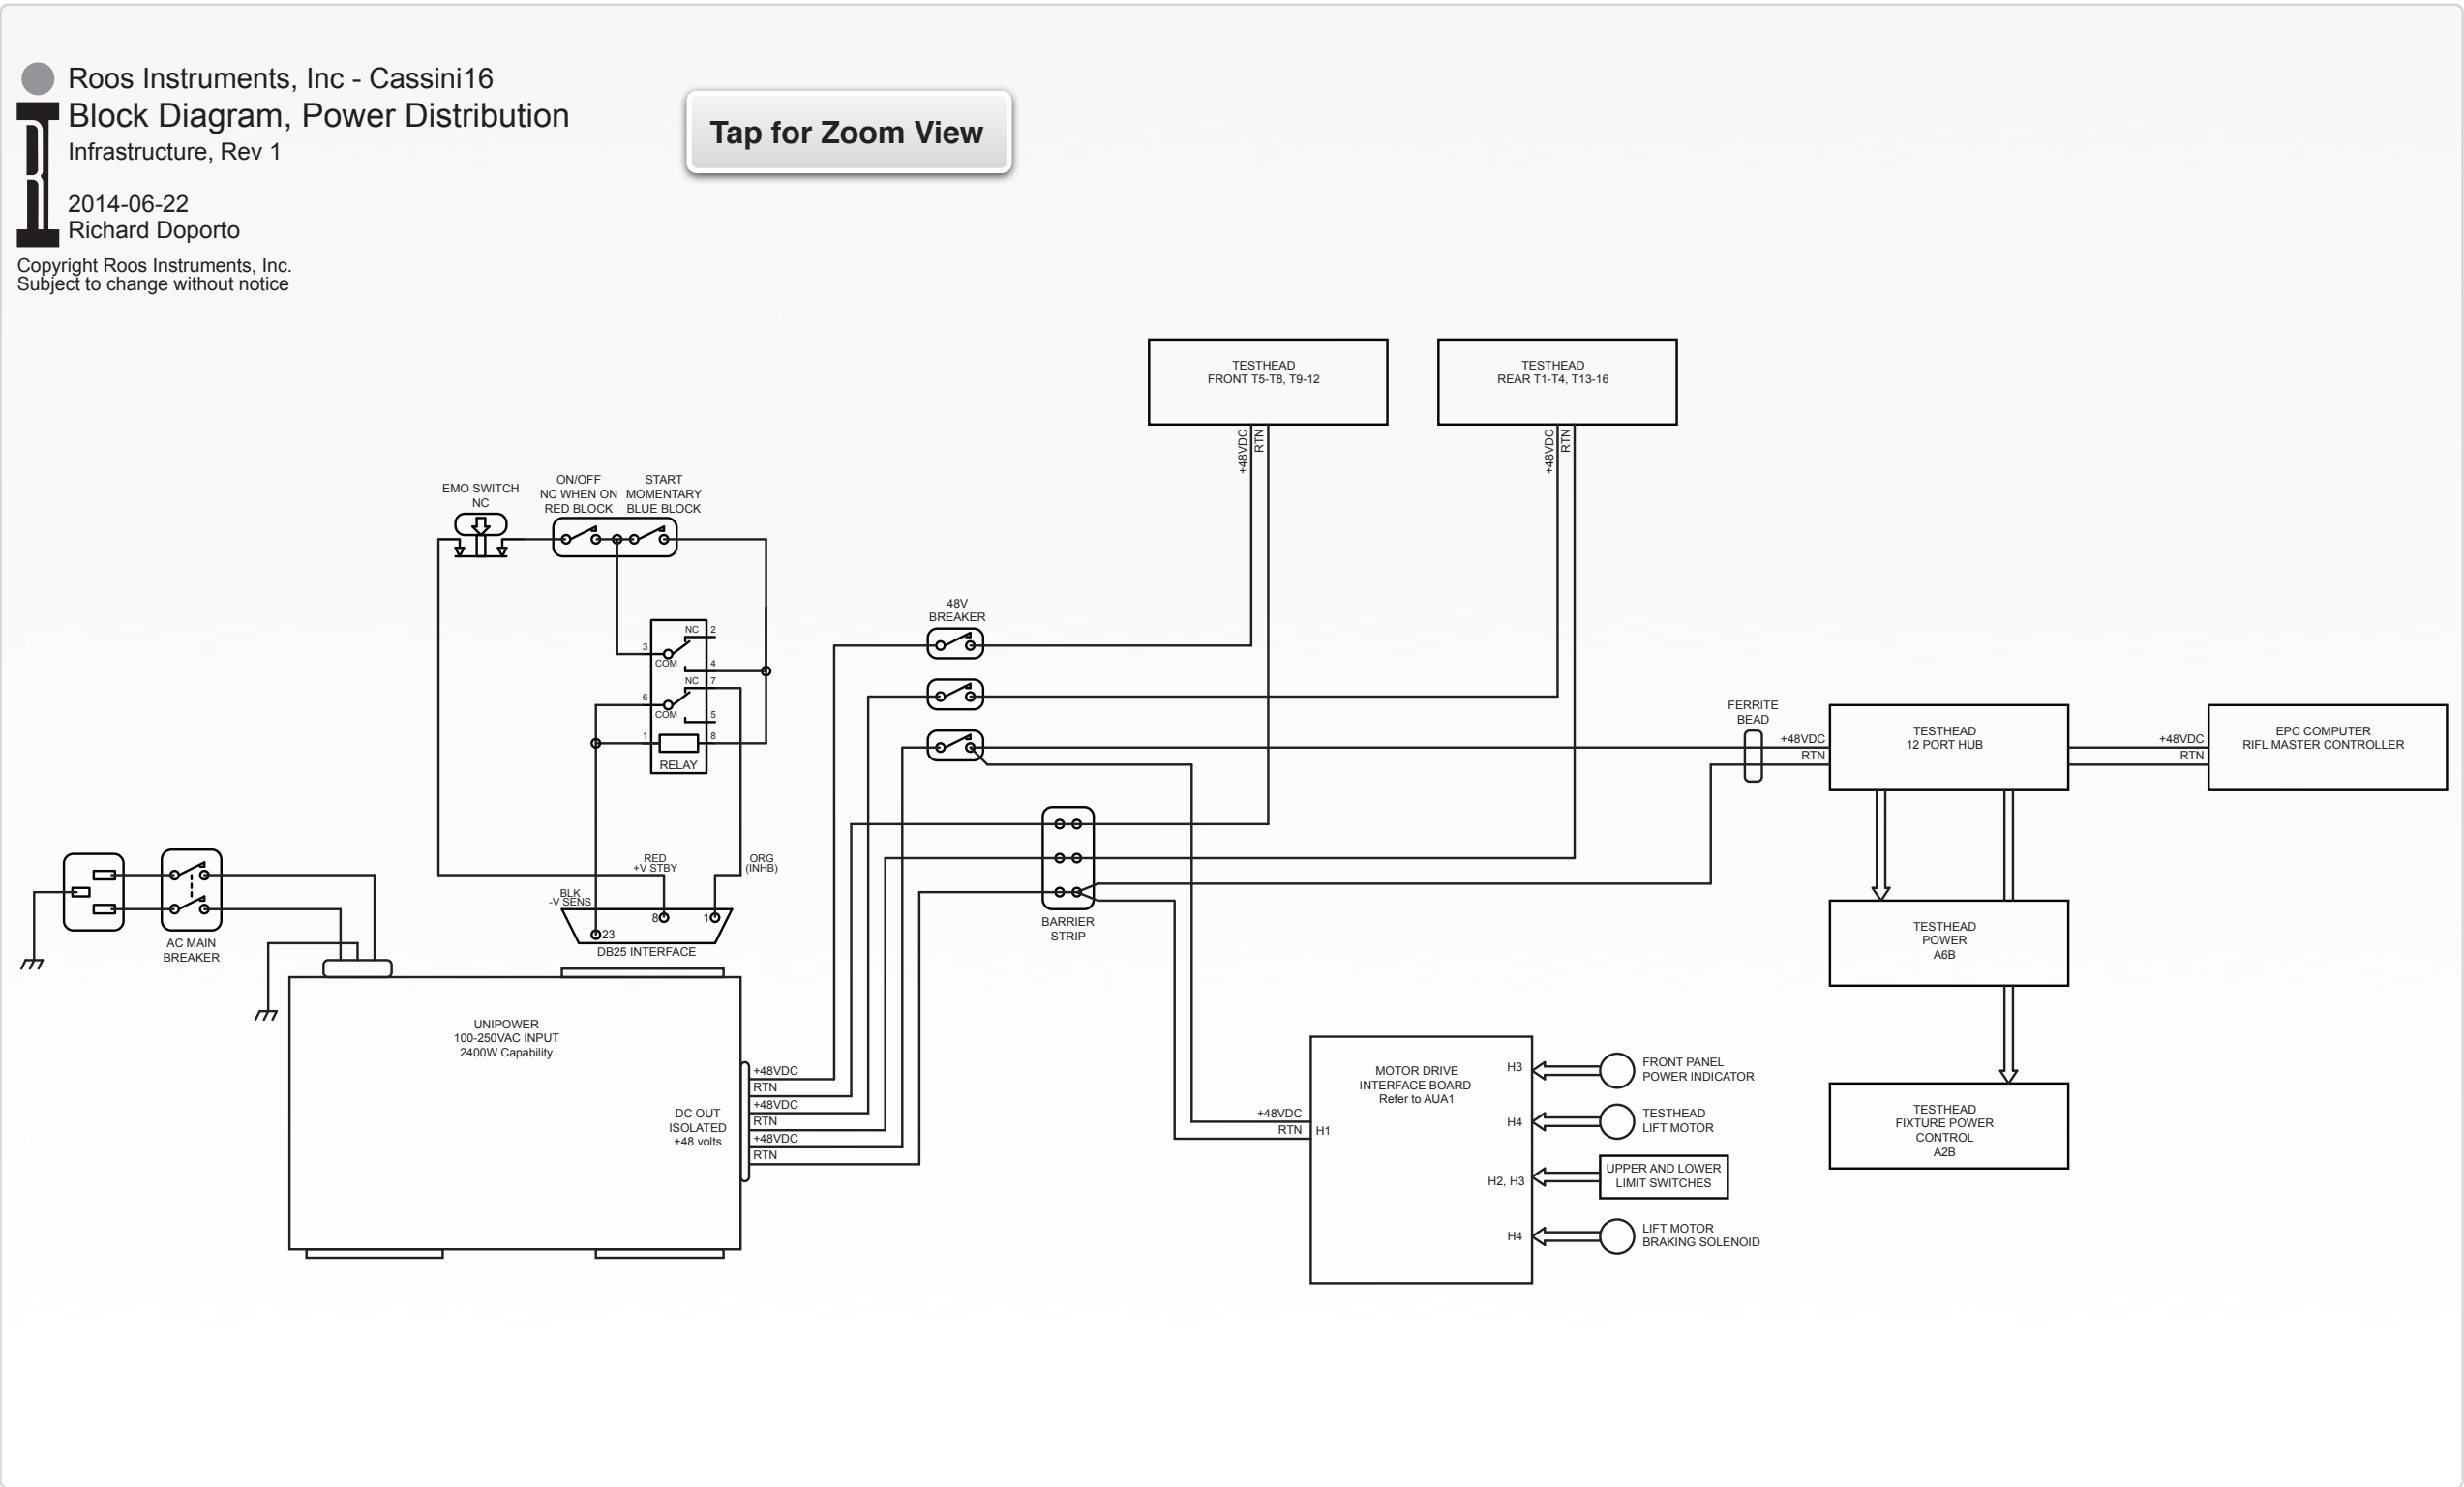 Roos Instruments, Inc - Cassini16
Block Diagram, Power Distribution
Infrastructure, Rev 1
2014-06-22
Richard Doporto
Copyright Roos Instruments, Inc.
Subject to change without notice
Tap for Zoom View
TESTHEAD
FRONT T5-T8, T9-12
+48VDC
RTN
TESTHEAD
REAR T1-T4, T13-16
+48VDC
RTN
EMO SWITCH
NC
ON/OFF
NC WHEN ON
RED BLOCK
START
MOMENTARY
BLUE BLOCK
NC
2
3
COM
4
NC
7
6
COM
5
1
8
RELAY
48V
BREAKER
FERRITE
BEAD
+48VDC
RTN
TESTHEAD
12 PORT HUB
+48VDC
RTN
EPC COMPUTER
RIFL MASTER CONTROLLER
RED
+V STBY
ORG
(INHB)
BLK
-V SENS
8
1
23
DB25 INTERFACE
AC MAIN
BREAKER
BARRIER
STRIP
TESTHEAD
POWER
A6B
TESTHEAD
FIXTURE POWER
CONTROL
A2B
UNIPOWER
100-250VAC INPUT
2400W Capability
DC OUT
ISOLATED
+48 volts
+48VDC
RTN
+48VDC
RTN
+48VDC
RTN
+48VDC
RTN
H1
MOTOR DRIVE
INTERFACE BOARD
Refer to AUA1
H3
FRONT PANEL
POWER INDICATOR
H4
TESTHEAD
LIFT MOTOR
H2, H3
UPPER AND LOWER
LIMIT SWITCHES
H4
LIFT MOTOR
BRAKING SOLENOID